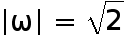 |ω| = √2